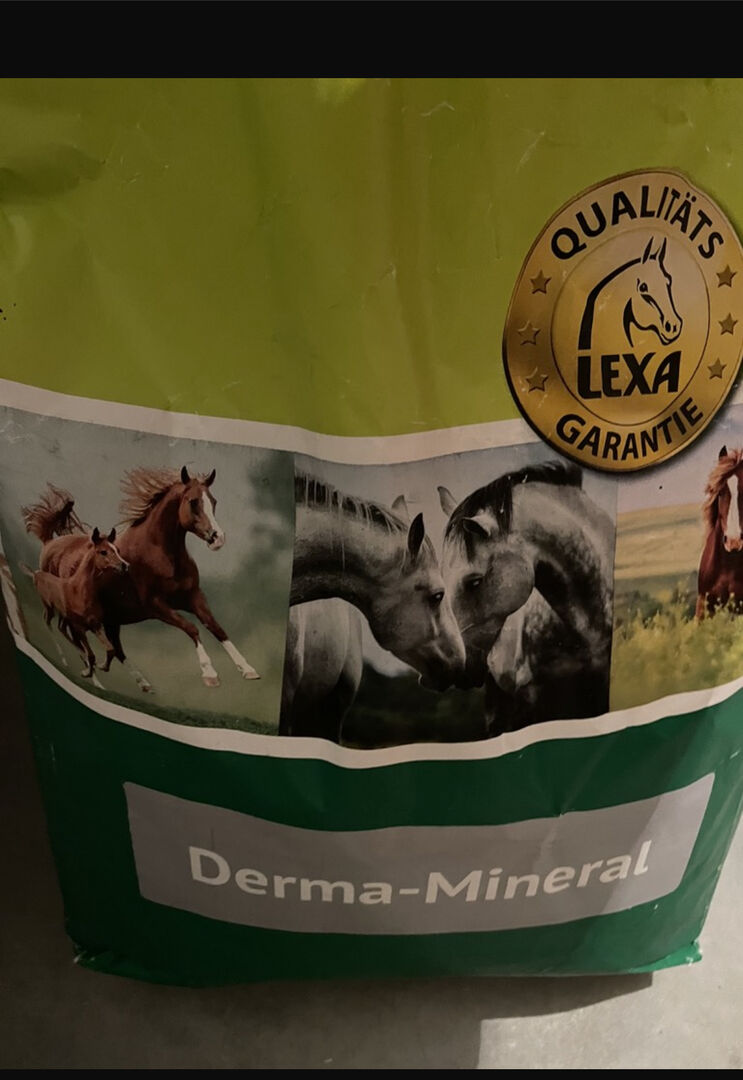 QUALITÄTS
LEXA
GARANTIE
Derma-Mineral